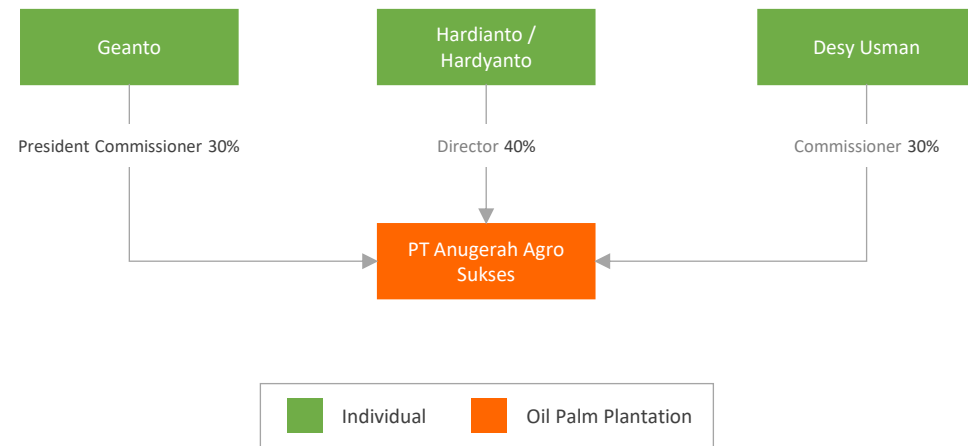 Geanto
Hardianto /
Hardyanto
Desy Usman
President Commissioner 30%
Director 40%
Commissioner 30%
PT Anugerah Agro
Sukses
Individual
Oil Palm Plantation